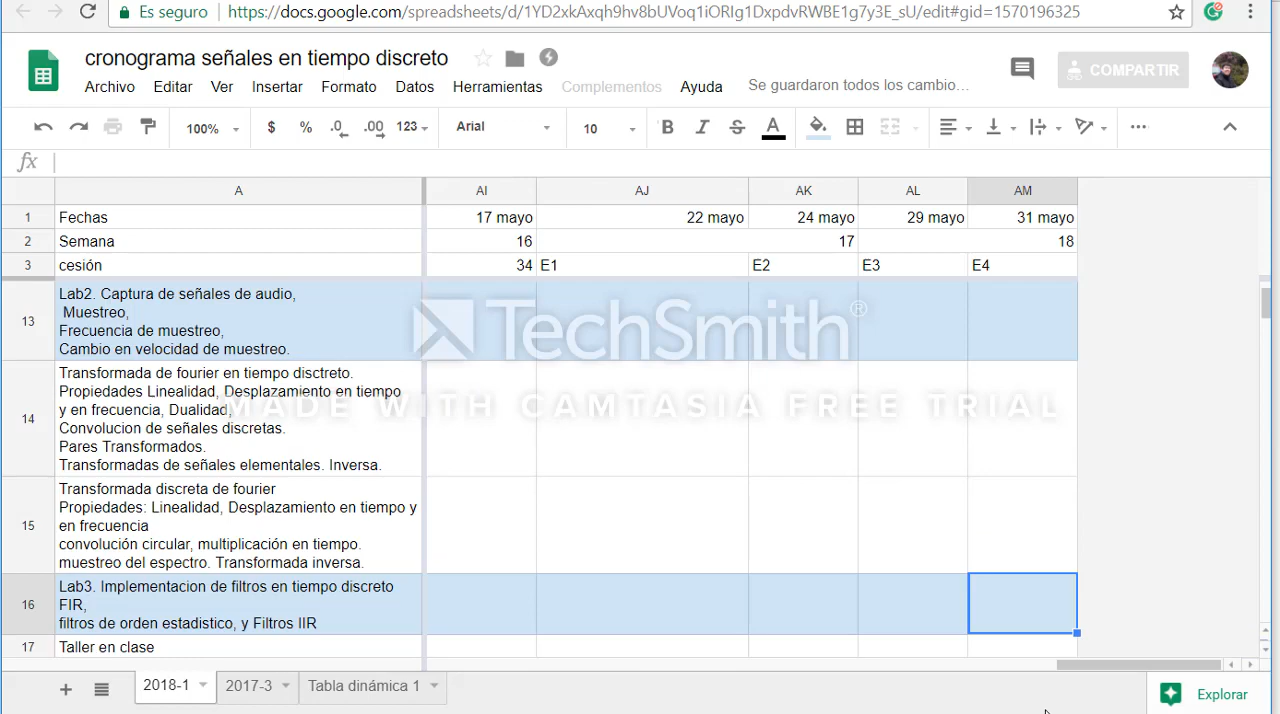 Es seguro https://docs.google.com/spreadsheets/d/1YD2xkAxqh9hv8bUVoq1iORIg1DxpdvRWBE1g7y3E_sU/edit#gid=1570196325
cronograma señales en tiempo discreto
Archivo Editar Ver Insertar Formato Datos Herramientas Complementos Ayuda Se guardaron todos los cambio...
COMPARTIR
100% $ % .0 .00 123 Arial 10 B I S A
fx
A AI AJ AK AL AM
1 Fechas 17 mayo 22 mayo 24 mayo 29 mayo 31 mayo
2 Semana 16 17 18
3 cesión 34 E1 E2 E3 E4
13 Lab2. Captura de señales de audio,
Muestreo,
Frecuencia de muestreo,
Cambio en velocidad de muestreo.
TechSmith®
MADE WITH CAMTASIA FREE TRIAL
14 Transformada de fourier en tiempo disctreto.
Propiedades Linealidad, Desplazamiento en tiempo
y en frecuencia, Dualidad,
Convolucion de señales discretas.
Pares Transformados.
Transformadas de señales elementales. Inversa.
15 Transformada discreta de fourier
Propiedades: Linealidad, Desplazamiento en tiempo y
en frecuencia
convolución circular, multiplicación en tiempo.
muestreo del espectro. Transformada inversa.
16 Lab3. Implementacion de filtros en tiempo discreto
FIR,
filtros de orden estadistico, y Filtros IIR
17 Taller en clase
2018-1 2017-3 Tabla dinámica 1 Explorar